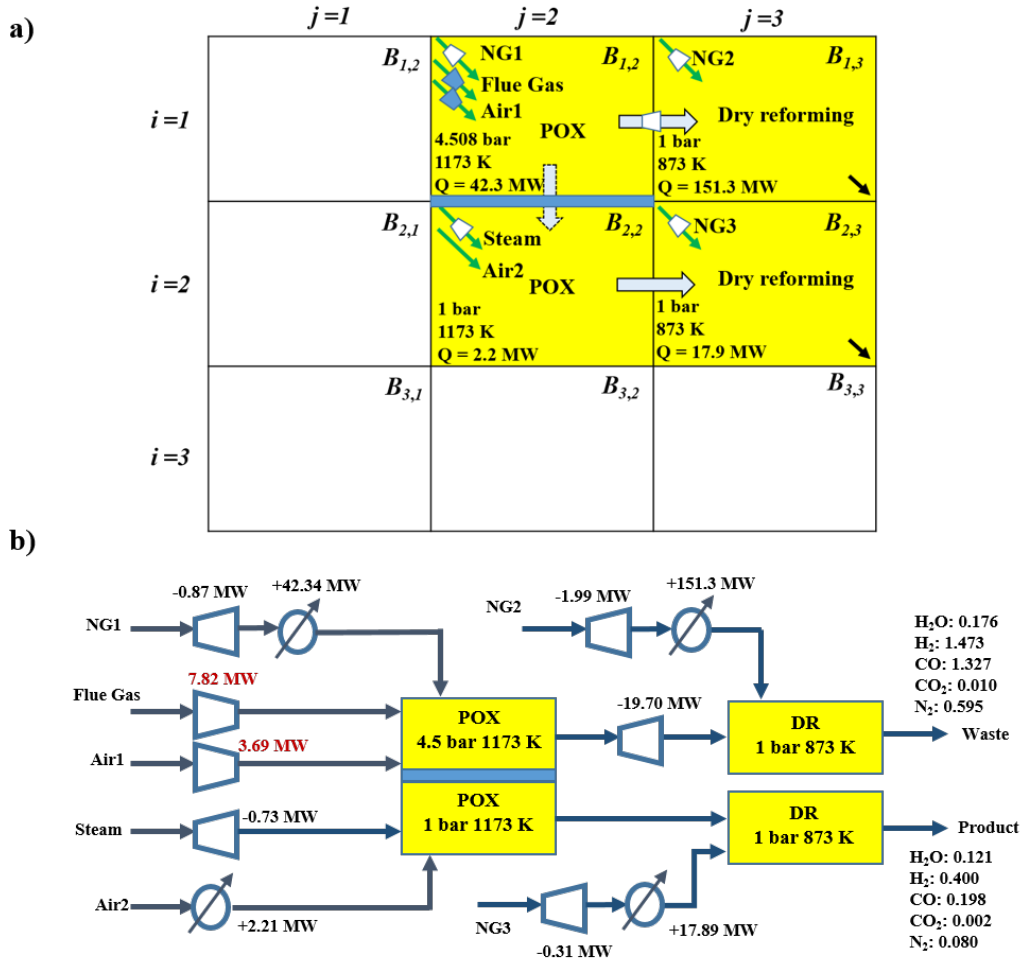 a)
j =1
j =2
j =3
i =1
B1,2
NG1
Flue Gas
Air1
B1,2
POX
4.508 bar
1173 K
Q = 42.3 MW
NG2
B1,3
Dry reforming
1 bar
873 K
Q = 151.3 MW
i =2
B2,1
Steam
Air2
B2,2
POX
1 bar
1173 K
Q = 2.2 MW
NG3
B2,3
Dry reforming
1 bar
873 K
Q = 17.9 MW
i =3
B3,1
B3,2
B3,3
b)
NG1
-0.87 MW
+42.34 MW
NG2
-1.99 MW
+151.3 MW
Flue Gas
7.82 MW
Air1
3.69 MW
Steam
-0.73 MW
Air2
+2.21 MW
POX
4.5 bar 1173 K
POX
1 bar 1173 K
-19.70 MW
DR
1 bar 873 K
DR
1 bar 873 K
NG3
-0.31 MW
+17.89 MW
H2O: 0.176
H2: 1.473
CO: 1.327
CO2: 0.010
N2: 0.595
Waste
Product
H2O: 0.121
H2: 0.400
CO: 0.198
CO2: 0.002
N2: 0.080